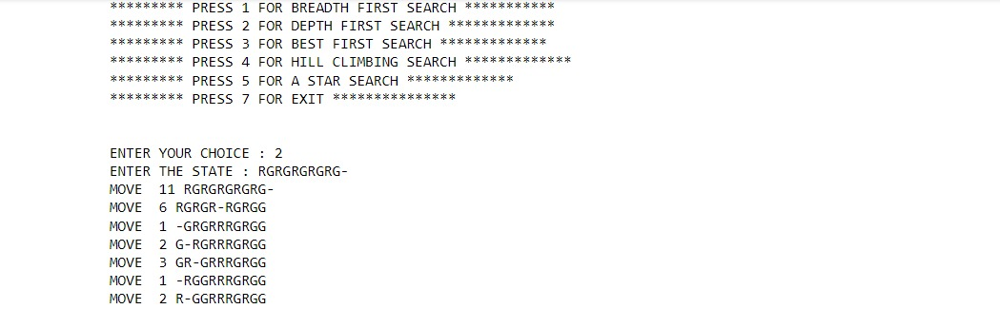 ********* PRESS 1 FOR BREADTH FIRST SEARCH ***********
********* PRESS 2 FOR DEPTH FIRST SEARCH *************
********* PRESS 3 FOR BEST FIRST SEARCH *************
********* PRESS 4 FOR HILL CLIMBING SEARCH *************
********* PRESS 5 FOR A STAR SEARCH *************
********* PRESS 7 FOR EXIT ***************
ENTER YOUR CHOICE : 2
ENTER THE STATE : RGRGRGRGRG-
MOVE  11 RGRGRGRGRG-
MOVE  6 RGRGR-RGRGG
MOVE  1 -GRGRRRGRGG
MOVE  2 G-RGRRRGRGG
MOVE  3 GR-GRRRGRGG
MOVE  1 -RGGRRRGRGG
MOVE  2 R-GGRRRGRGG